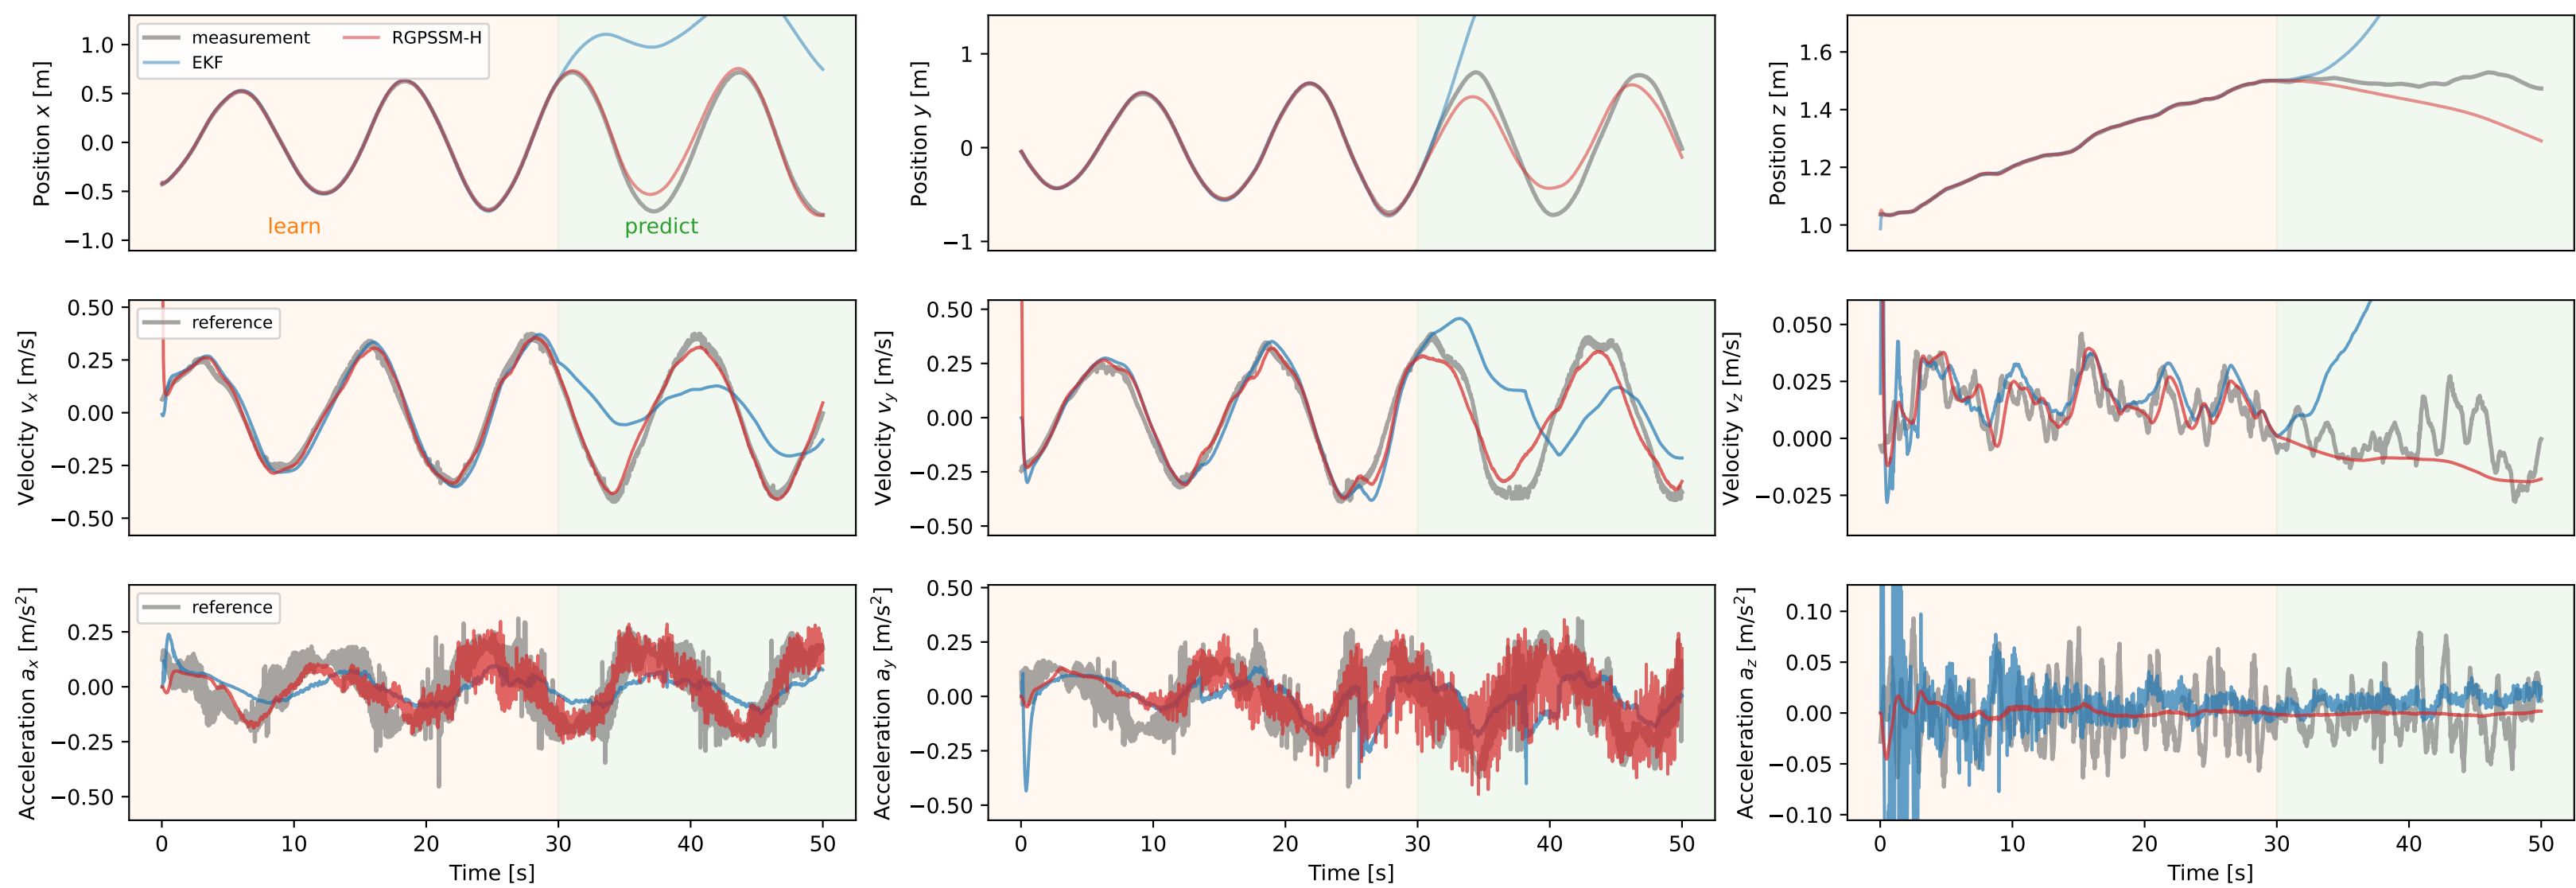 Position x [m]
1.0
0.5
0.0
−0.5
−1.0
measurement
EKF
RGPSSM-H
learn
predict
Position y [m]
1
0
−1
Position z [m]
1.6
1.4
1.2
1.0
Velocity vx [m/s]
0.50
0.25
0.00
−0.25
−0.50
reference
Velocity vy [m/s]
0.50
0.25
0.00
−0.25
−0.50
Velocity vz [m/s]
0.050
0.025
0.000
−0.025
Acceleration ax [m/s²]
0.25
0.00
−0.25
−0.50
reference
0 10 20 30 40 50
Time [s]
Acceleration ay [m/s²]
0.50
0.25
0.00
−0.25
−0.50
0 10 20 30 40 50
Time [s]
Acceleration az [m/s²]
0.10
0.05
0.00
−0.05
−0.10
0 10 20 30 40 50
Time [s]